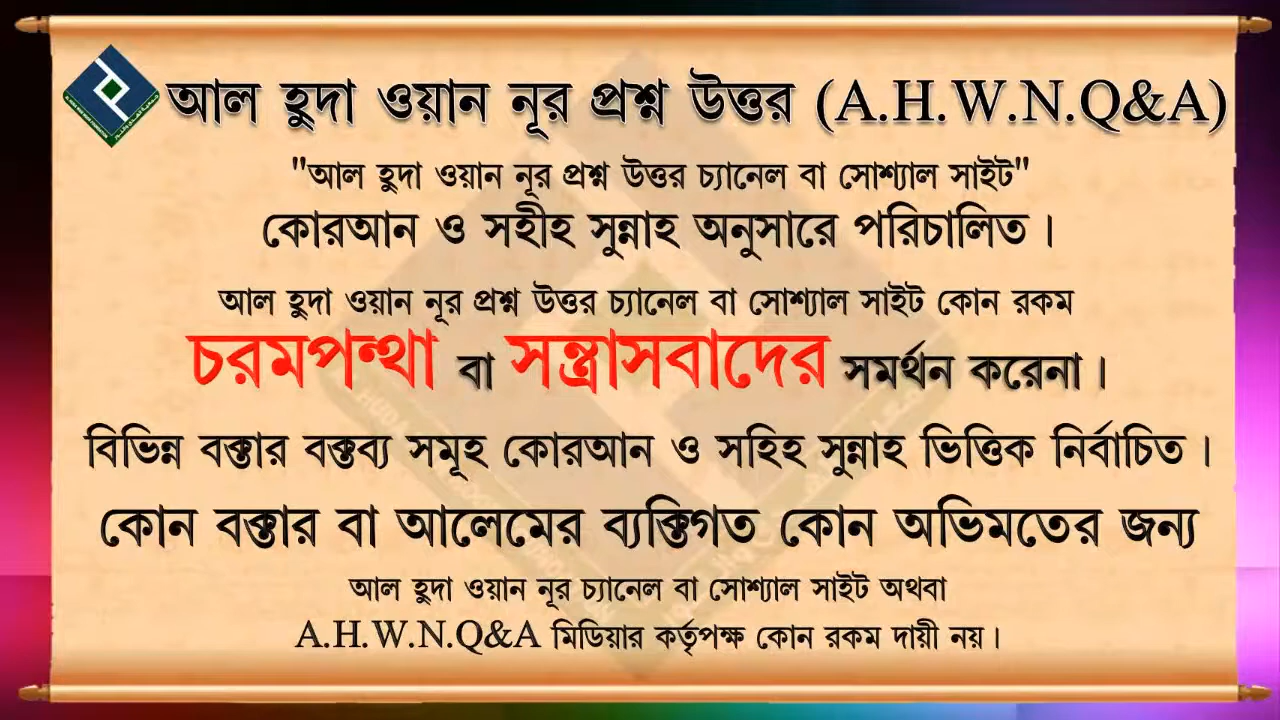 আল হুদা ওয়ান নূর প্রশ্ন উত্তর (A.H.W.N.Q&A)
"আল হুদা ওয়ান নূর প্রশ্ন উত্তর চ্যানেল বা সোশ্যাল সাইট"
কোরআন ও সহীহ সুন্নাহ অনুসারে পরিচালিত।
আল হুদা ওয়ান নূর প্রশ্ন উত্তর চ্যানেল বা সোশ্যাল সাইট কোন রকম
চরমপন্থা বা সন্ত্রাসবাদের সমর্থন করেনা।
বিভিন্ন বক্তার বক্তব্য সমূহ কোরআন ও সহিহ সুন্নাহ ভিত্তিক নির্বাচিত।
কোন বক্তার বা আলেমের ব্যক্তিগত কোন অভিমতের জন্য
আল হুদা ওয়ান নূর চ্যানেল বা সোশ্যাল সাইট অথবা
A.H.W.N.Q&A মিডিয়ার কর্তৃপক্ষ কোন রকম দায়ী নয়।